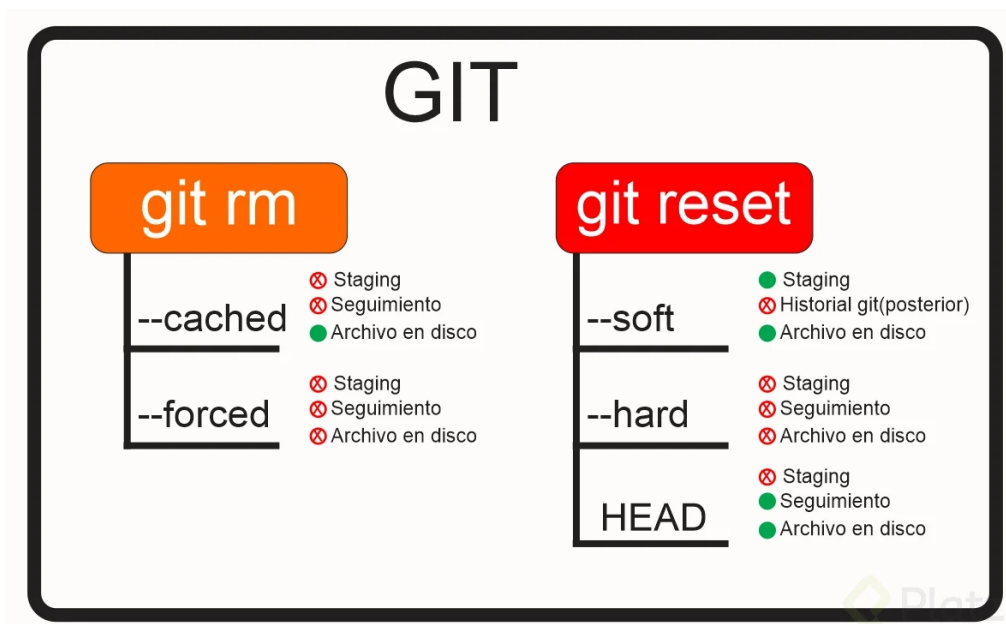 GIT
git rm
--cached
Staging
Seguimiento
Archivo en disco
--forced
Staging
Seguimiento
Archivo en disco
git reset
--soft
Staging
Historial git(posterior)
Archivo en disco
--hard
Staging
Seguimiento
Archivo en disco
HEAD
Staging
Seguimiento
Archivo en disco